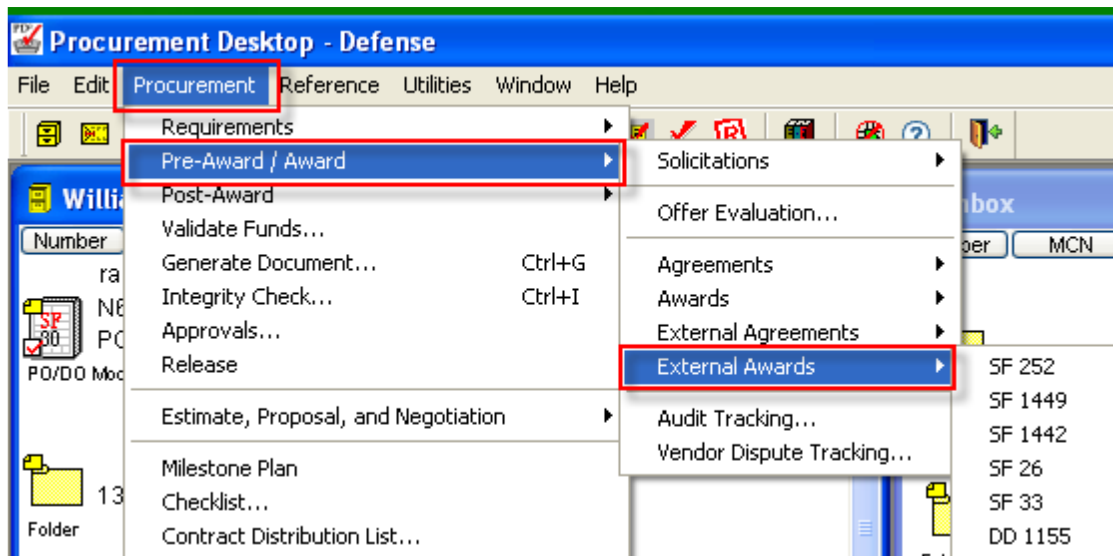 Procurement Desktop - Defense
File Edit Procurement Reference Utilities Window Help
Requirements
Pre-Award / Award
Post-Award
Validate Funds...
Generate Document... Ctrl+G
Integrity Check... Ctrl+I
Approvals...
Release
Estimate, Proposal, and Negotiation
Milestone Plan
Checklist...
Contract Distribution List...
Solicitations
Offer Evaluation...
Agreements
Awards
External Agreements
External Awards
Audit Tracking...
Vendor Dispute Tracking...
SF 252
SF 1449
SF 1442
SF 26
SF 33
DD 1155
Number
SF
30
PO/DO Mod
13
Folder
MCN